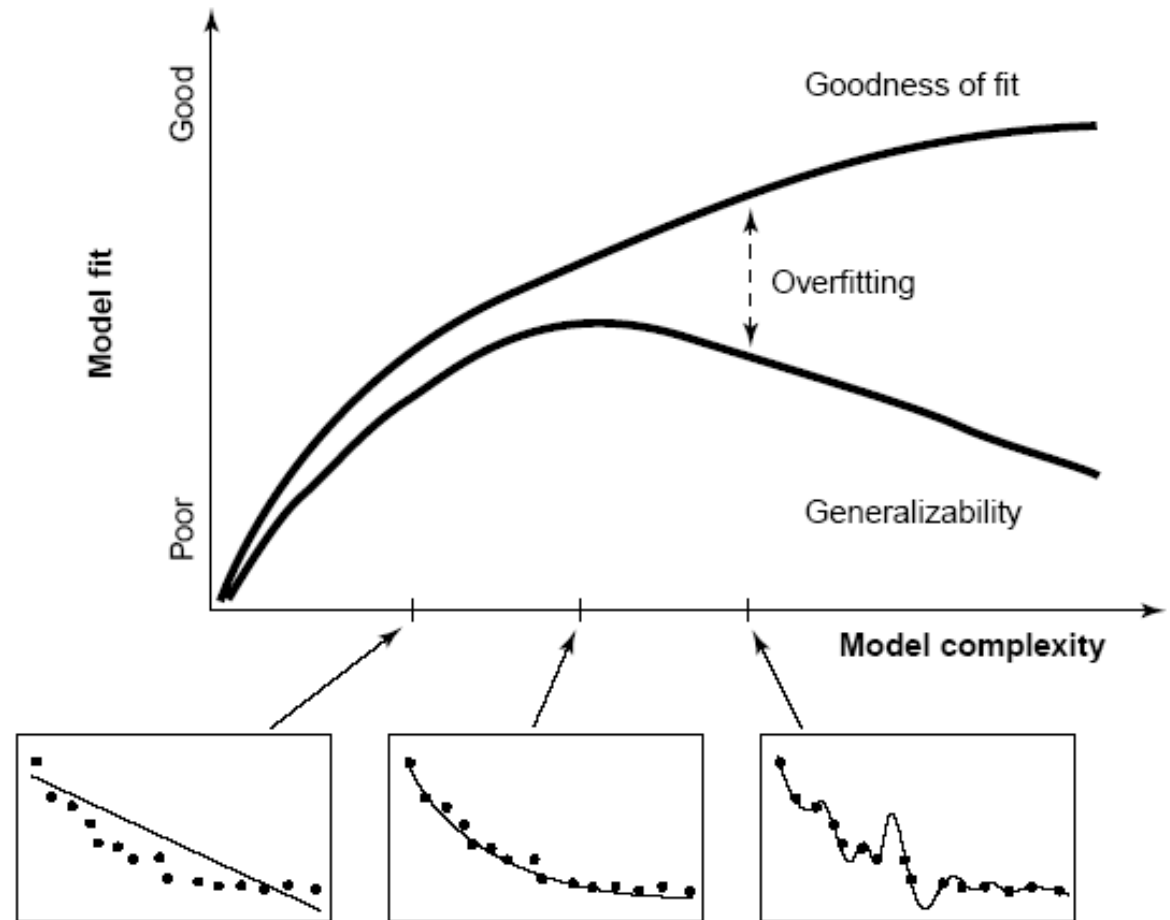 Good
Goodness of fit
Model fit
Overfitting
Poor
Generalizability
Model complexity